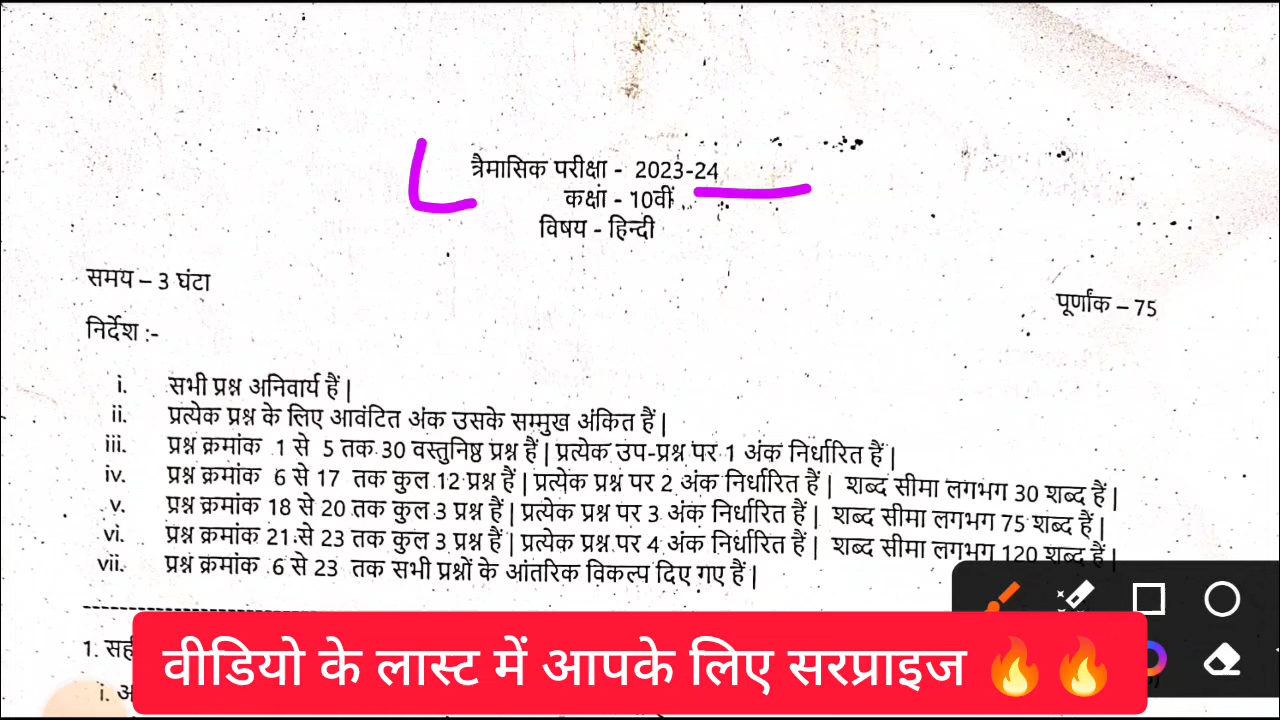 त्रैमासिक परीक्षा - 2023-24
कक्षा - 10वीं
विषय - हिन्दी
समय – 3 घंटा
पूर्णांक – 75
निर्देश :-
i. सभी प्रश्न अनिवार्य हैं |
ii. प्रत्येक प्रश्न के लिए आवंटित अंक उसके सम्मुख अंकित हैं |
iii. प्रश्न क्रमांक 1 से 5 तक 30 वस्तुनिष्ठ प्रश्न हैं | प्रत्येक उप-प्रश्न पर 1 अंक निर्धारित हैं |
iv. प्रश्न क्रमांक 6 से 17 तक कुल 12 प्रश्न हैं | प्रत्येक प्रश्न पर 2 अंक निर्धारित हैं | शब्द सीमा लगभग 30 शब्द हैं |
v. प्रश्न क्रमांक 18 से 20 तक कुल 3 प्रश्न हैं | प्रत्येक प्रश्न पर 3 अंक निर्धारित हैं | शब्द सीमा लगभग 75 शब्द हैं |
vi. प्रश्न क्रमांक 21 से 23 तक कुल 3 प्रश्न हैं | प्रत्येक प्रश्न पर 4 अंक निर्धारित हैं | शब्द सीमा लगभग 120 शब्द हैं |
vii. प्रश्न क्रमांक 6 से 23 तक सभी प्रश्नों के आंतरिक विकल्प दिए गए हैं |
1.
i.
वीडियो के लास्ट में आपके लिए सरप्राइज 🔥🔥